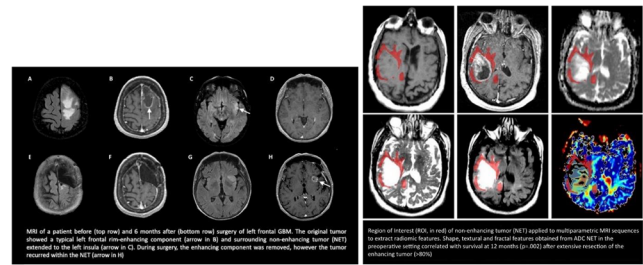 A
B
C
D
E
F
G
H
MRI of a patient before (top row) and 6 months after (bottom row) surgery of left frontal GBM. The original tumor
showed a typical left frontal rim-enhancing component (arrow in B) and surrounding non-enhancing tumor (NET)
extended to the left insula (arrow in C). During surgery, the enhancing component was removed, however the tumor
recurred within the NET (arrow in H)
Region of Interest (ROI, in red) of non-enhancing tumor (NET) applied to multiparametric MRI sequences
to extract radiomic features. Shape, textural and fractal features obtained from ADC NET in the
preoperative setting correlated with survival at 12 months (p=.002) after extensive resection of the
enhancing tumor (>80%)